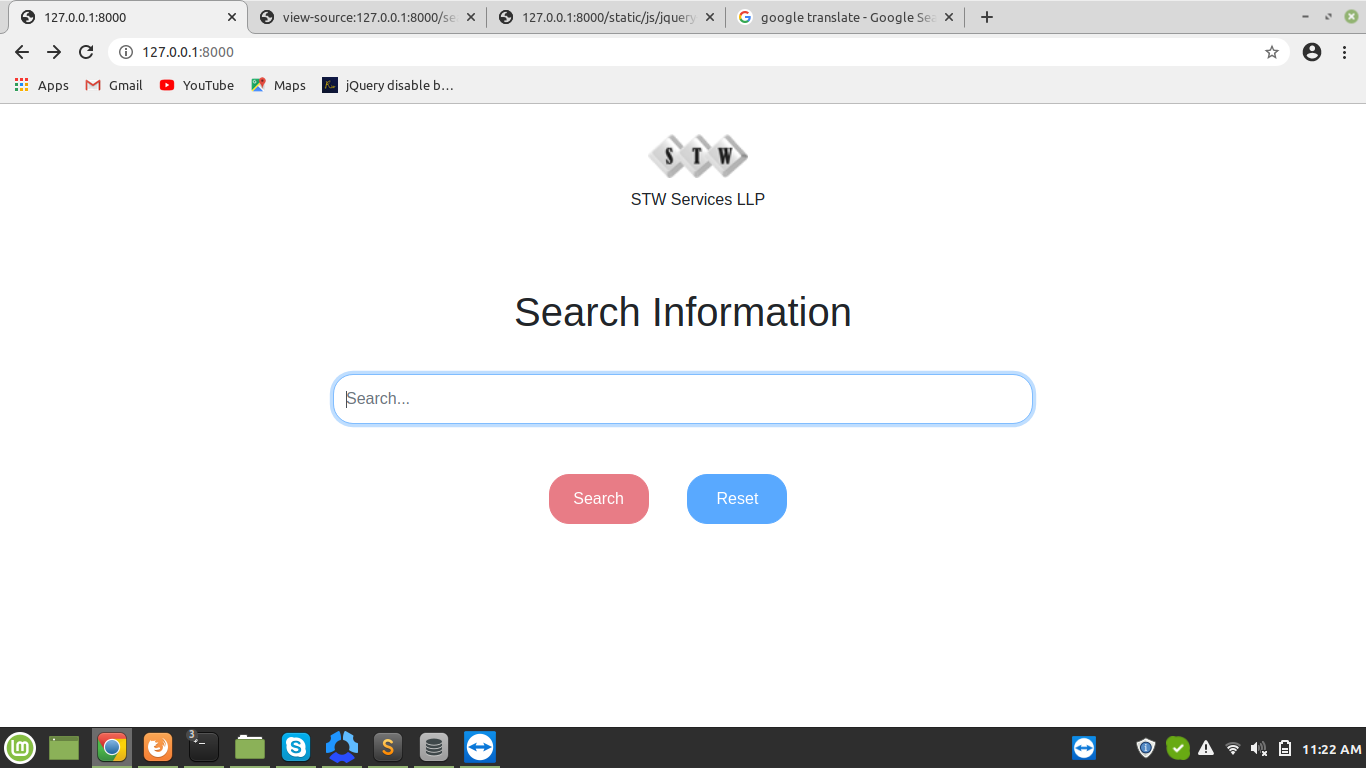 127.0.0.1:8000
view-source:127.0.0.1:8000/se
127.0.0.1:8000/static/js/jquery
google translate - Google Sea
127.0.0.1:8000
Apps
Gmail
YouTube
Maps
jQuery disable b…
S T W
STW Services LLP
Search Information
Search...
Search
Reset
3
11:22 AM